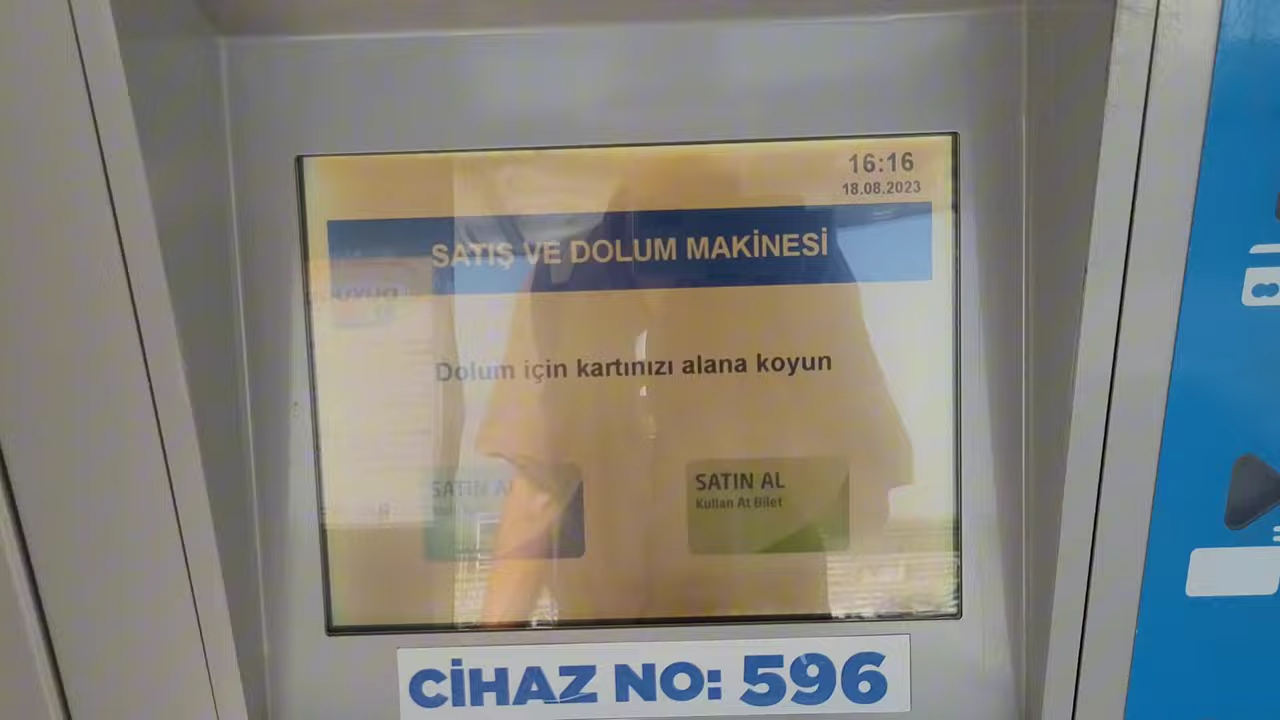 16:16
18.08.2023
SATIŞ VE DOLUM MAKİNESİ
Dolum için kartınızı alana koyun
SATIN AL
SATIN AL
Kullan At Bilet
CİHAZ NO: 596